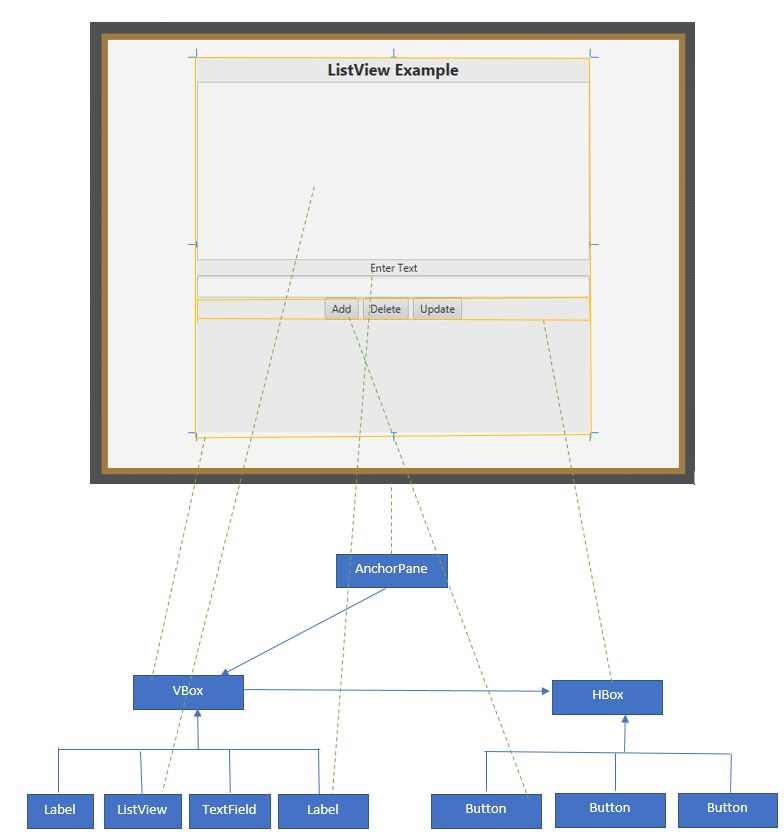 ListView Example
Enter Text
Add Delete Update
AnchorPane
VBox
HBox
Label ListView TextField Label Button Button Button